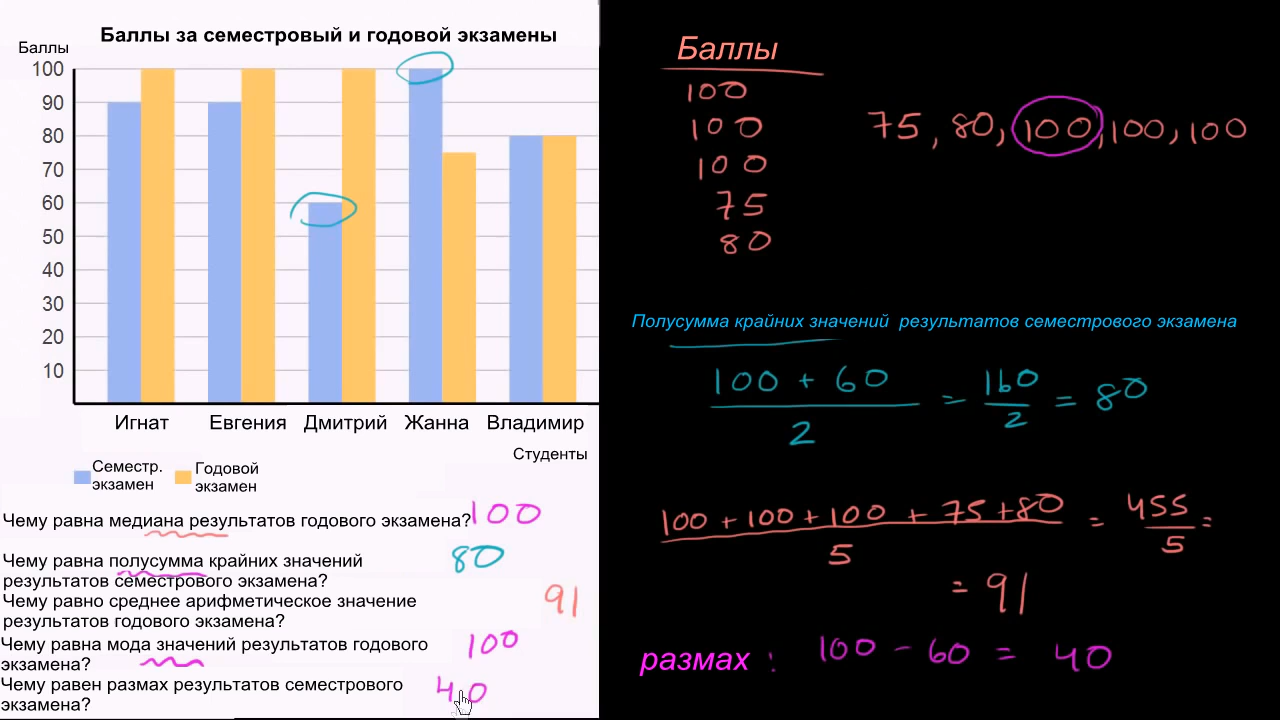 Баллы за семестровый и годовой экзамены
Баллы
100
90
80
70
60
50
40
30
20
10
Игнат Евгения Дмитрий Жанна Владимир
Студенты
Семестр. экзамен
Годовой экзамен
Чему равна медиана результатов годового экзамена? 100
Чему равна полусумма крайних значений
результатов семестрового экзамена? 80
Чему равно среднее арифметическое значение
результатов годового экзамена? 91
Чему равна мода значений результатов годового
экзамена? 100
Чему равен размах результатов семестрового
экзамена? 40
Баллы
100
100
100
75
80
75, 80, 100, 100, 100
Полусумма крайних значений результатов семестрового экзамена
100 + 60 / 2 = 160 / 2 = 80
100 + 100 + 100 + 75 + 80 / 5 = 455 / 5 =
= 91
размах : 100 - 60 = 40